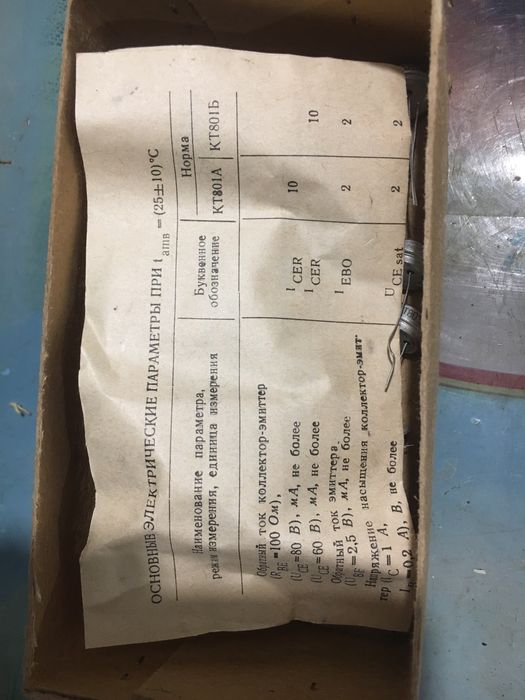 ОСНОВНЫЕ ЭЛЕКТРИЧЕСКИЕ ПАРАМЕТРЫ ПРИ t amb = (25±10)°C
Наименование параметра,
режим измерения, единица измерения
Буквенное
обозначение
Норма
КТ801А
КТ801Б
Обратный ток коллектор-эмиттер
(R BE =100 Ом),
(U CE =80 В), мА, не более
I CER
10
(U CE =60 В), мА, не более
I CER
10
Обратный ток эмиттера
(U BE =2,5 В), мА, не более
I EBO
2
2
Напряжение насыщения коллектор-эмит-
тер (I C =1 А,
I B =0,2 А), В, не более
U CE sat
2
2